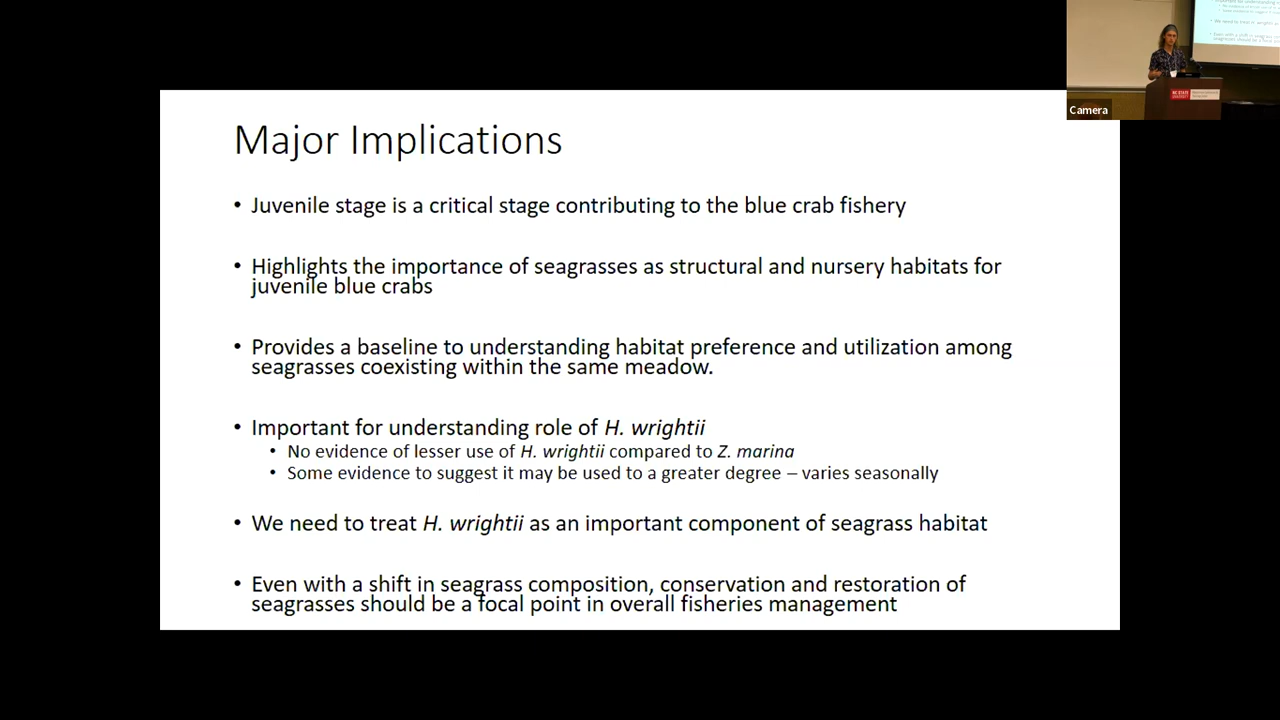 Major Implications
• Juvenile stage is a critical stage contributing to the blue crab fishery
• Highlights the importance of seagrasses as structural and nursery habitats for
juvenile blue crabs
• Provides a baseline to understanding habitat preference and utilization among
seagrasses coexisting within the same meadow.
• Important for understanding role of H. wrightii
• No evidence of lesser use of H. wrightii compared to Z. marina
• Some evidence to suggest it may be used to a greater degree – varies seasonally
• We need to treat H. wrightii as an important component of seagrass habitat
• Even with a shift in seagrass composition, conservation and restoration of
seagrasses should be a focal point in overall fisheries management
Camera
NC STATE